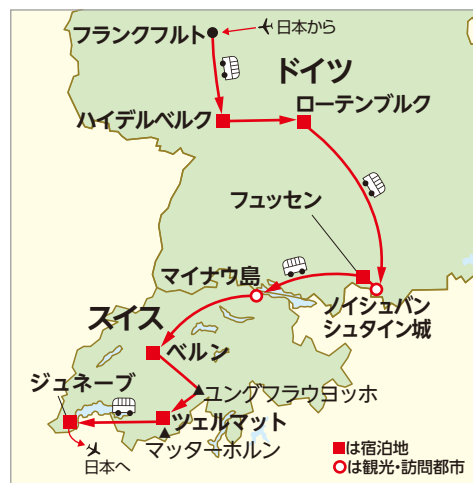 フランクフルト
日本から
ドイツ
ハイデルベルク
ローテンブルク
フュッセン
マイナウ島
ノイシュバン
シュタイン城
スイス
ベルン
ジュネーブ
ユングフラウヨッホ
ツェルマット
マッターホルン
日本へ
■は宿泊地
○は観光・訪問都市